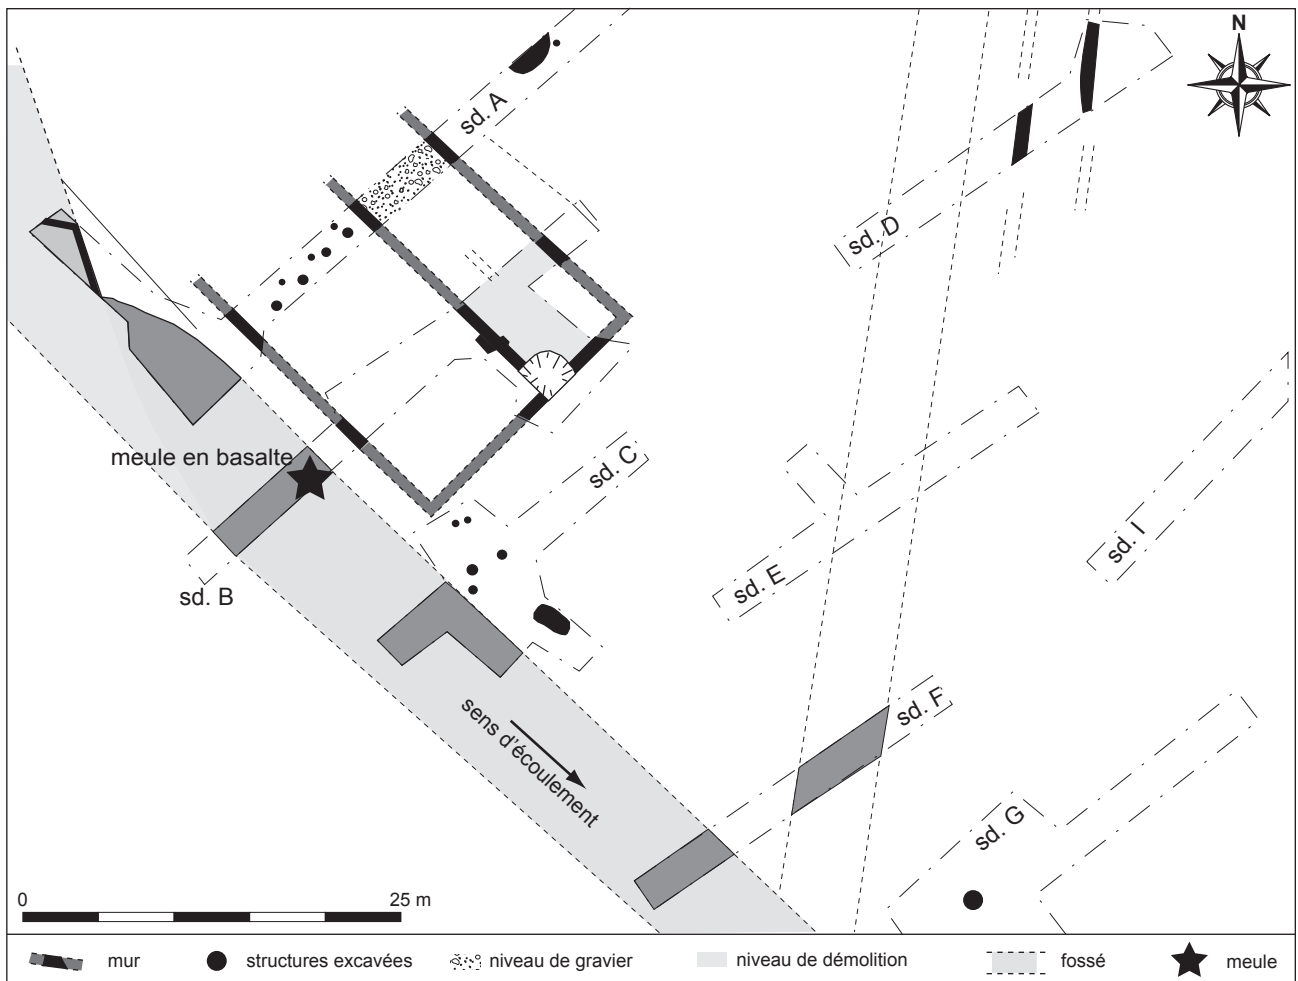 N
sd. A
sd. D
meule en basalte
sd. C
sd. I
sd. E
sd. B
sd. F
sens d'écoulement
sd. G
0 25 m
mur structures excavées niveau de gravier niveau de démolition fossé meule